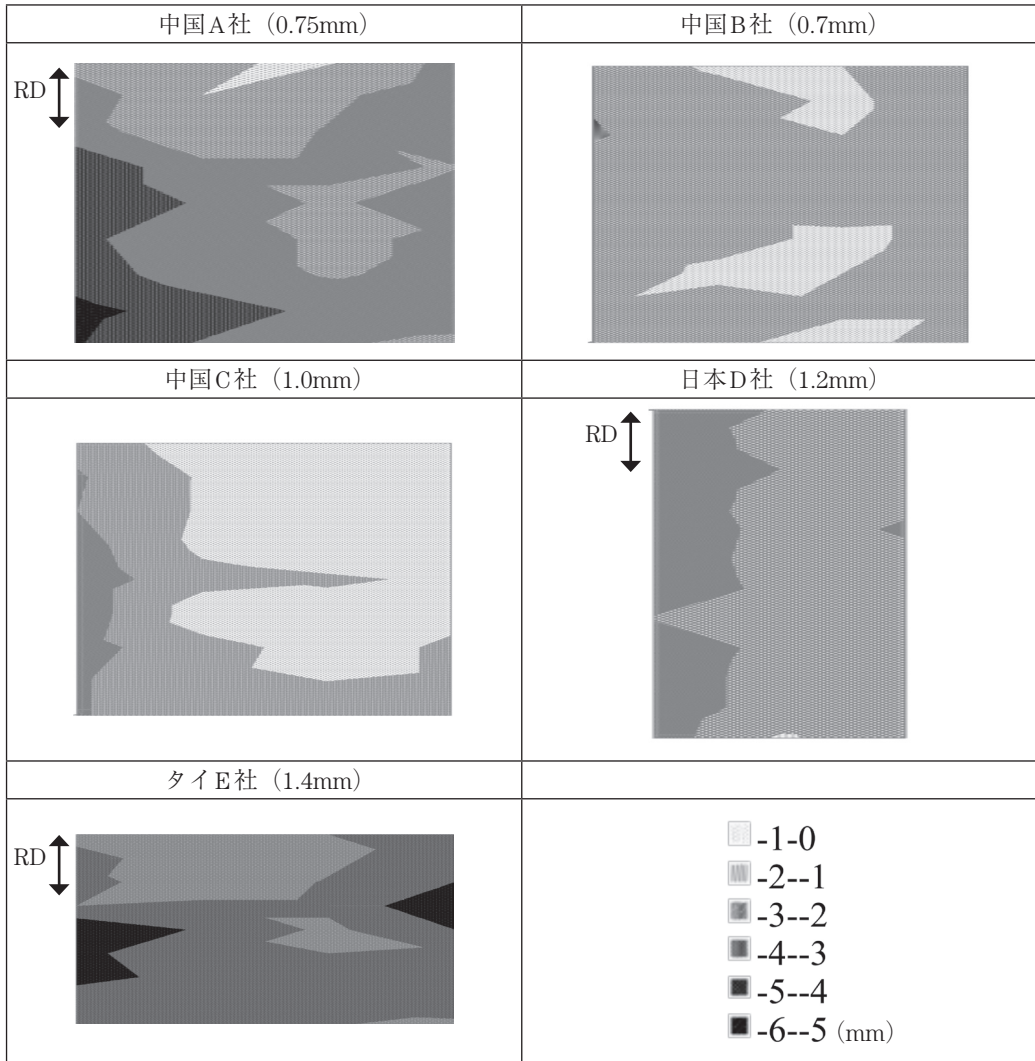 中国A社（0.75mm）
中国B社（0.7mm）
RD
中国C社（1.0mm）
日本D社（1.2mm）
RD
タイE社（1.4mm）
RD
-1-0
-2--1
-3--2
-4--3
-5--4
-6--5 (mm)